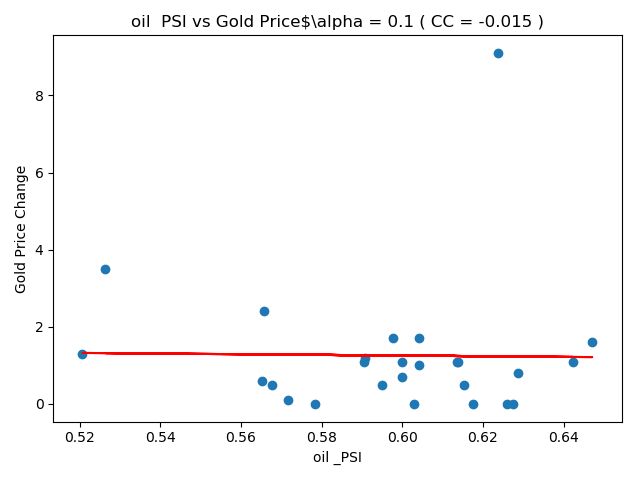 oil  PSI vs Gold Price$\alpha = 0.1 ( CC = -0.015 )
Gold Price Change
8
6
4
2
0
0.52 0.54 0.56 0.58 0.60 0.62 0.64
oil _PSI